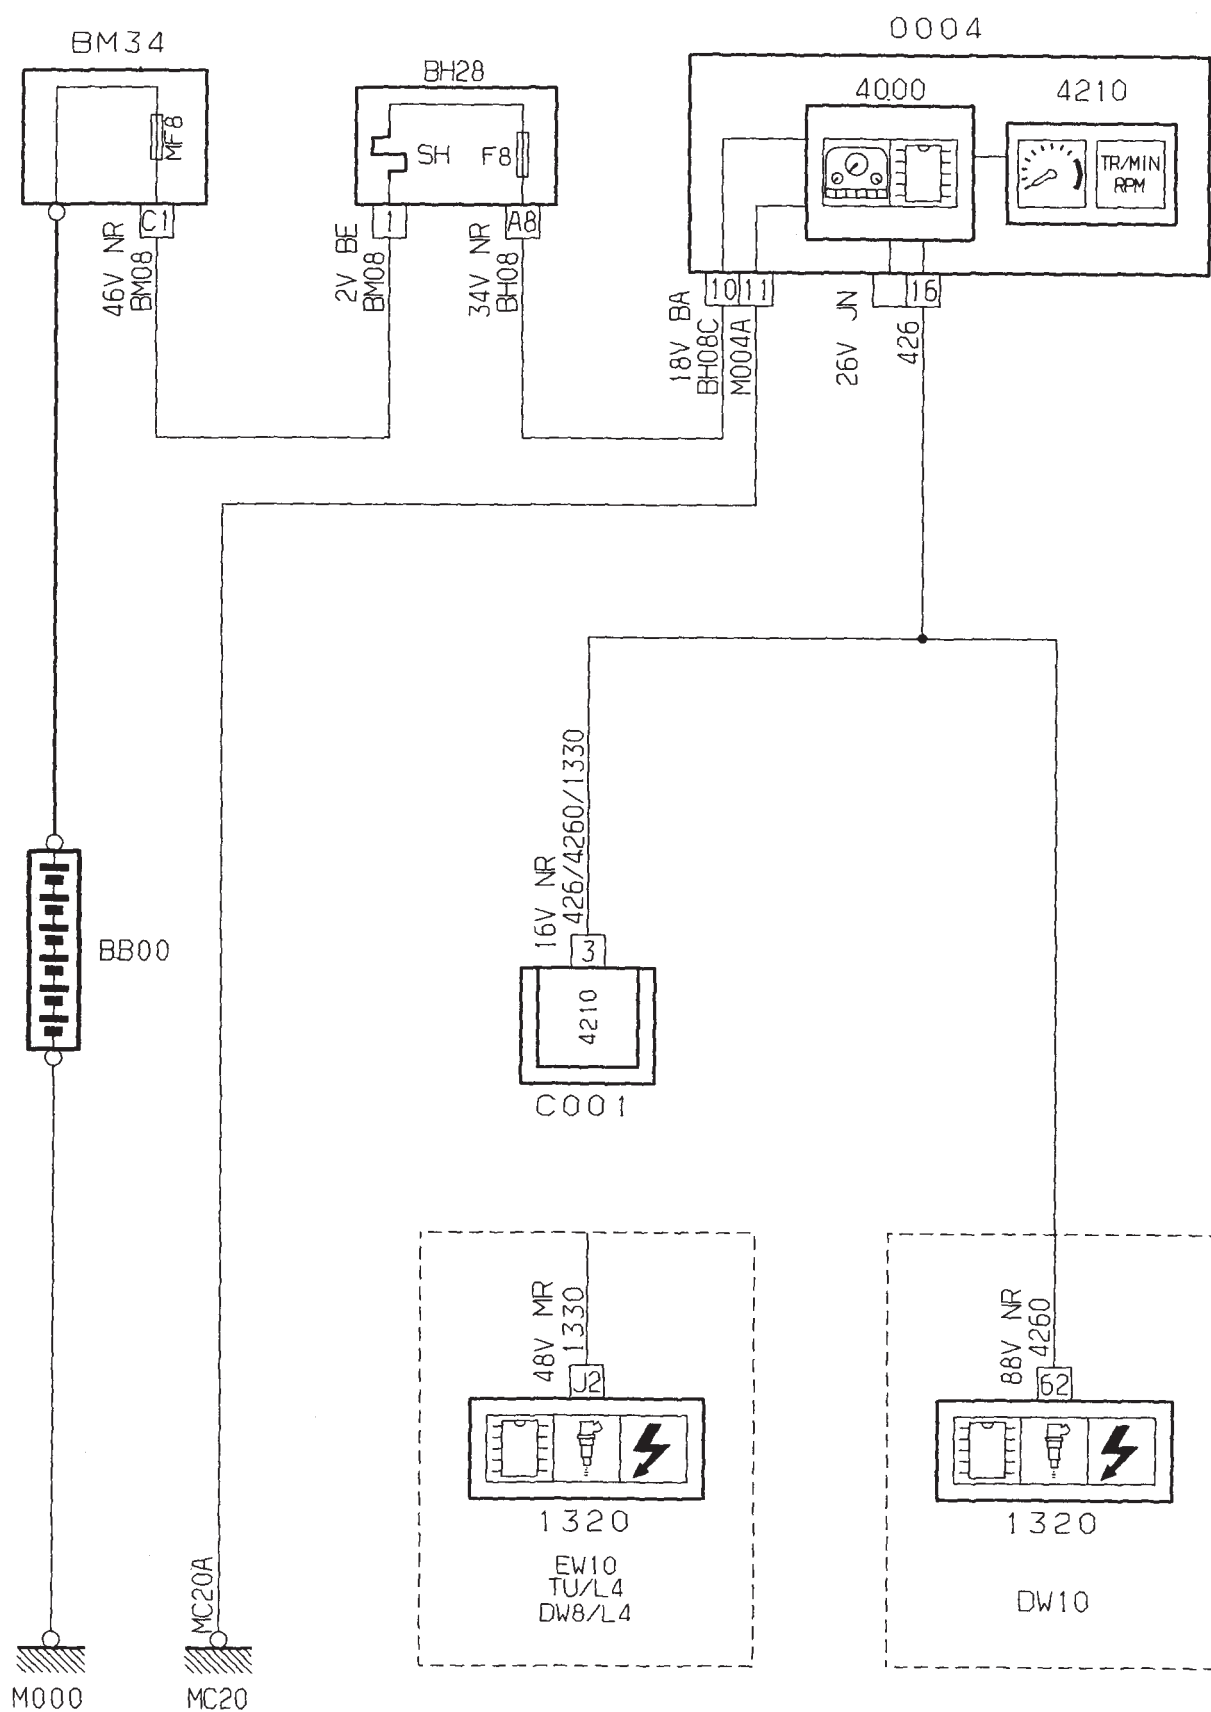 BM34
MF8
C1
46V NR
BM08
BH28
SH
F8
1
A8
2V BE
BM08
34V NR
BH08
0004
4000
4210
TR/MIN
RPM
10
11
16
18V BA
BH08C
M004A
26V JN
426
16V NR
426/4260/1330
3
4210
C001
BB00
48V MR
1330
J2
1320
EW10
TU/L4
DW8/L4
88V NR
4260
62
1320
DW10
MC20A
M000
MC20